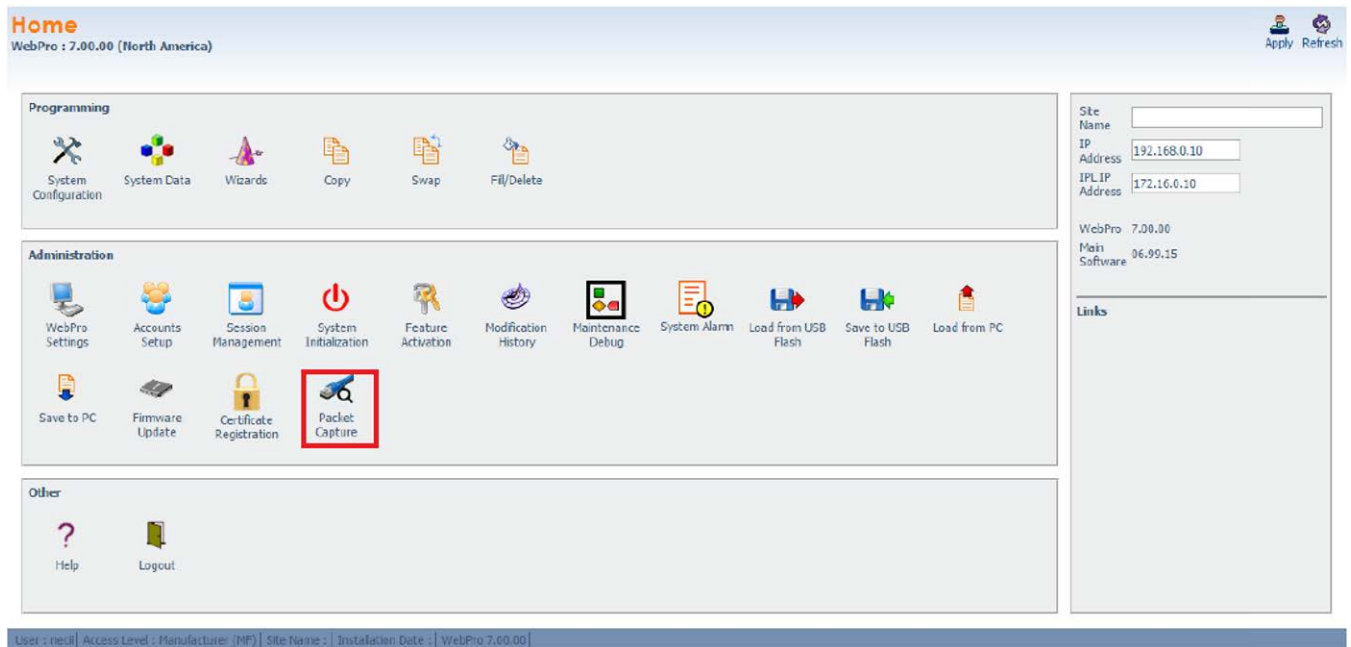 Home
WebPro : 7.00.00 (North America)
Apply
Refresh
Programming
System
Configuration
System Data
Wizards
Copy
Swap
Fill/Delete
Administration
WebPro
Settings
Accounts
Setup
Session
Management
System
Initialization
Feature
Activation
Modification
History
Maintenance
Debug
System Alarm
Load from USB
Flash
Save to USB
Flash
Load from PC
Save to PC
Firmware
Update
Certificate
Registration
Packet
Capture
Other
Help
Logout
Site
Name
IP
Address
192.168.0.10
IPL IP
Address
172.16.0.10
WebPro 7.00.00
Main
Software
06.99.15
Links
User : necii| Access Level : Manufacturer (MF)| Site Name : | Installation Date : | WebPro 7.00.00|